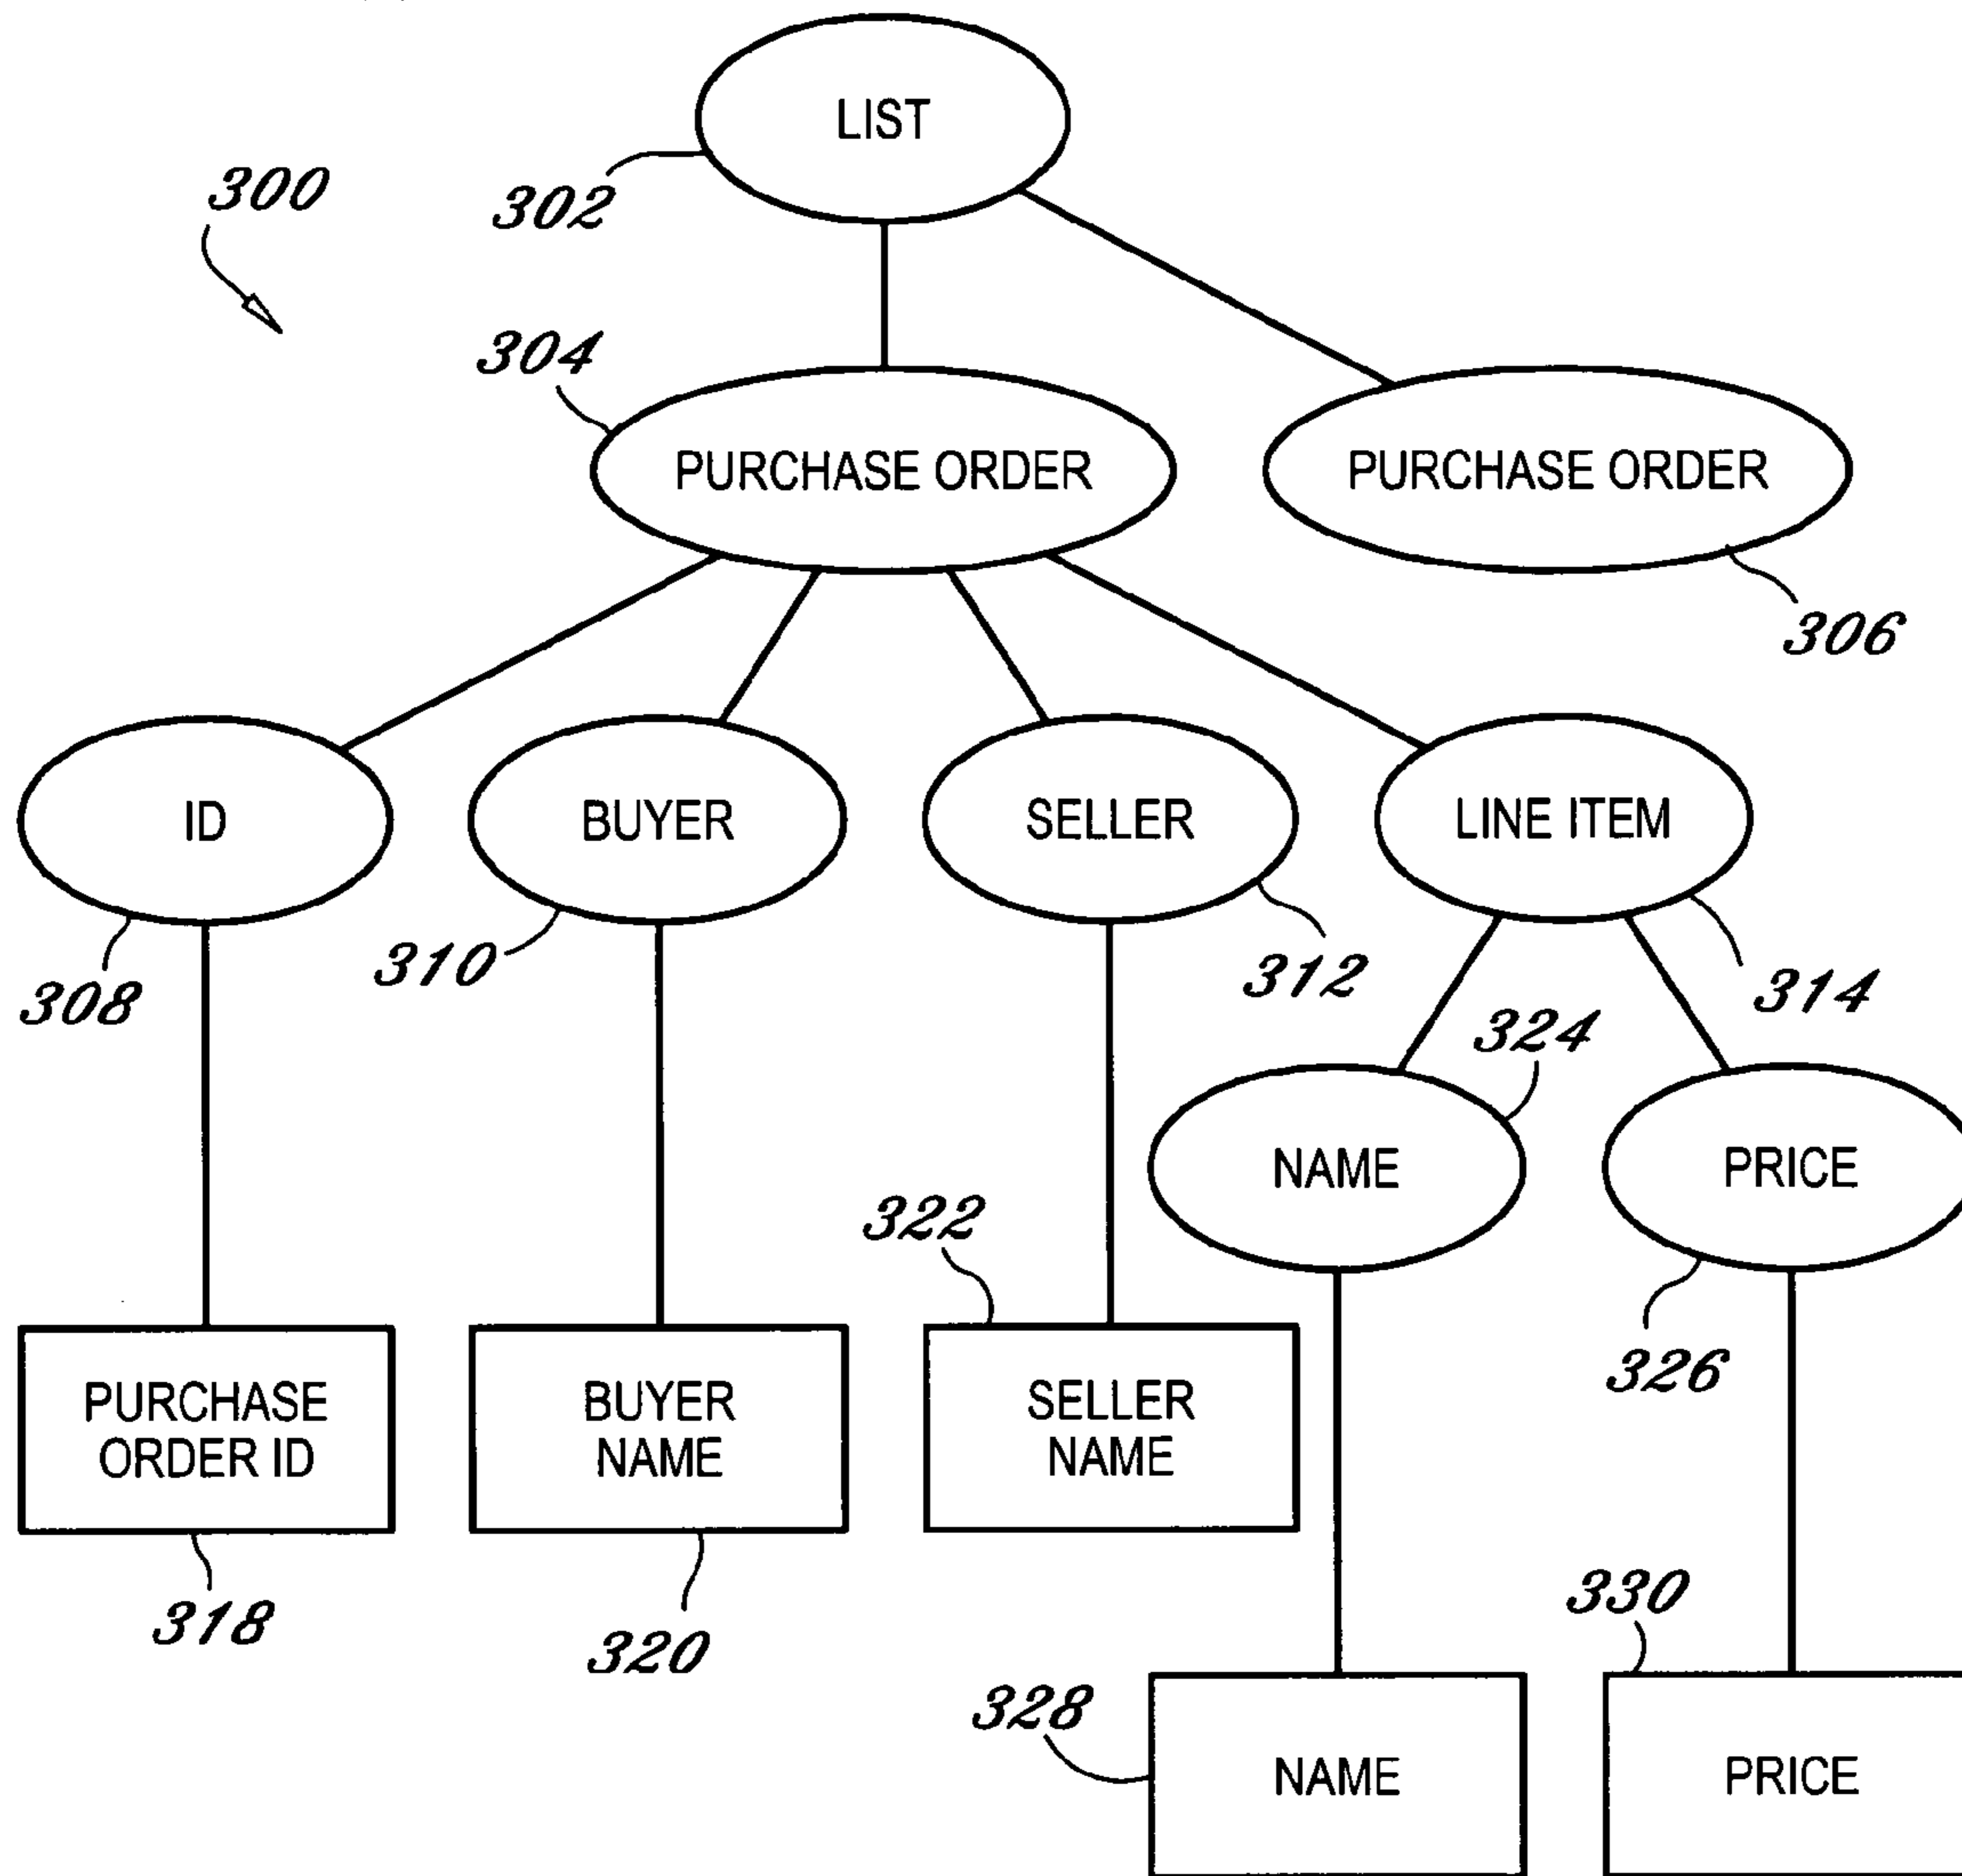 LIST
302
300
304
PURCHASE ORDER
PURCHASE ORDER
306
ID
BUYER
SELLER
LINE ITEM
308
310
312
314
324
NAME
PRICE
322
326
PURCHASE
ORDER ID
BUYER
NAME
SELLER
NAME
318
320
330
328
NAME
PRICE